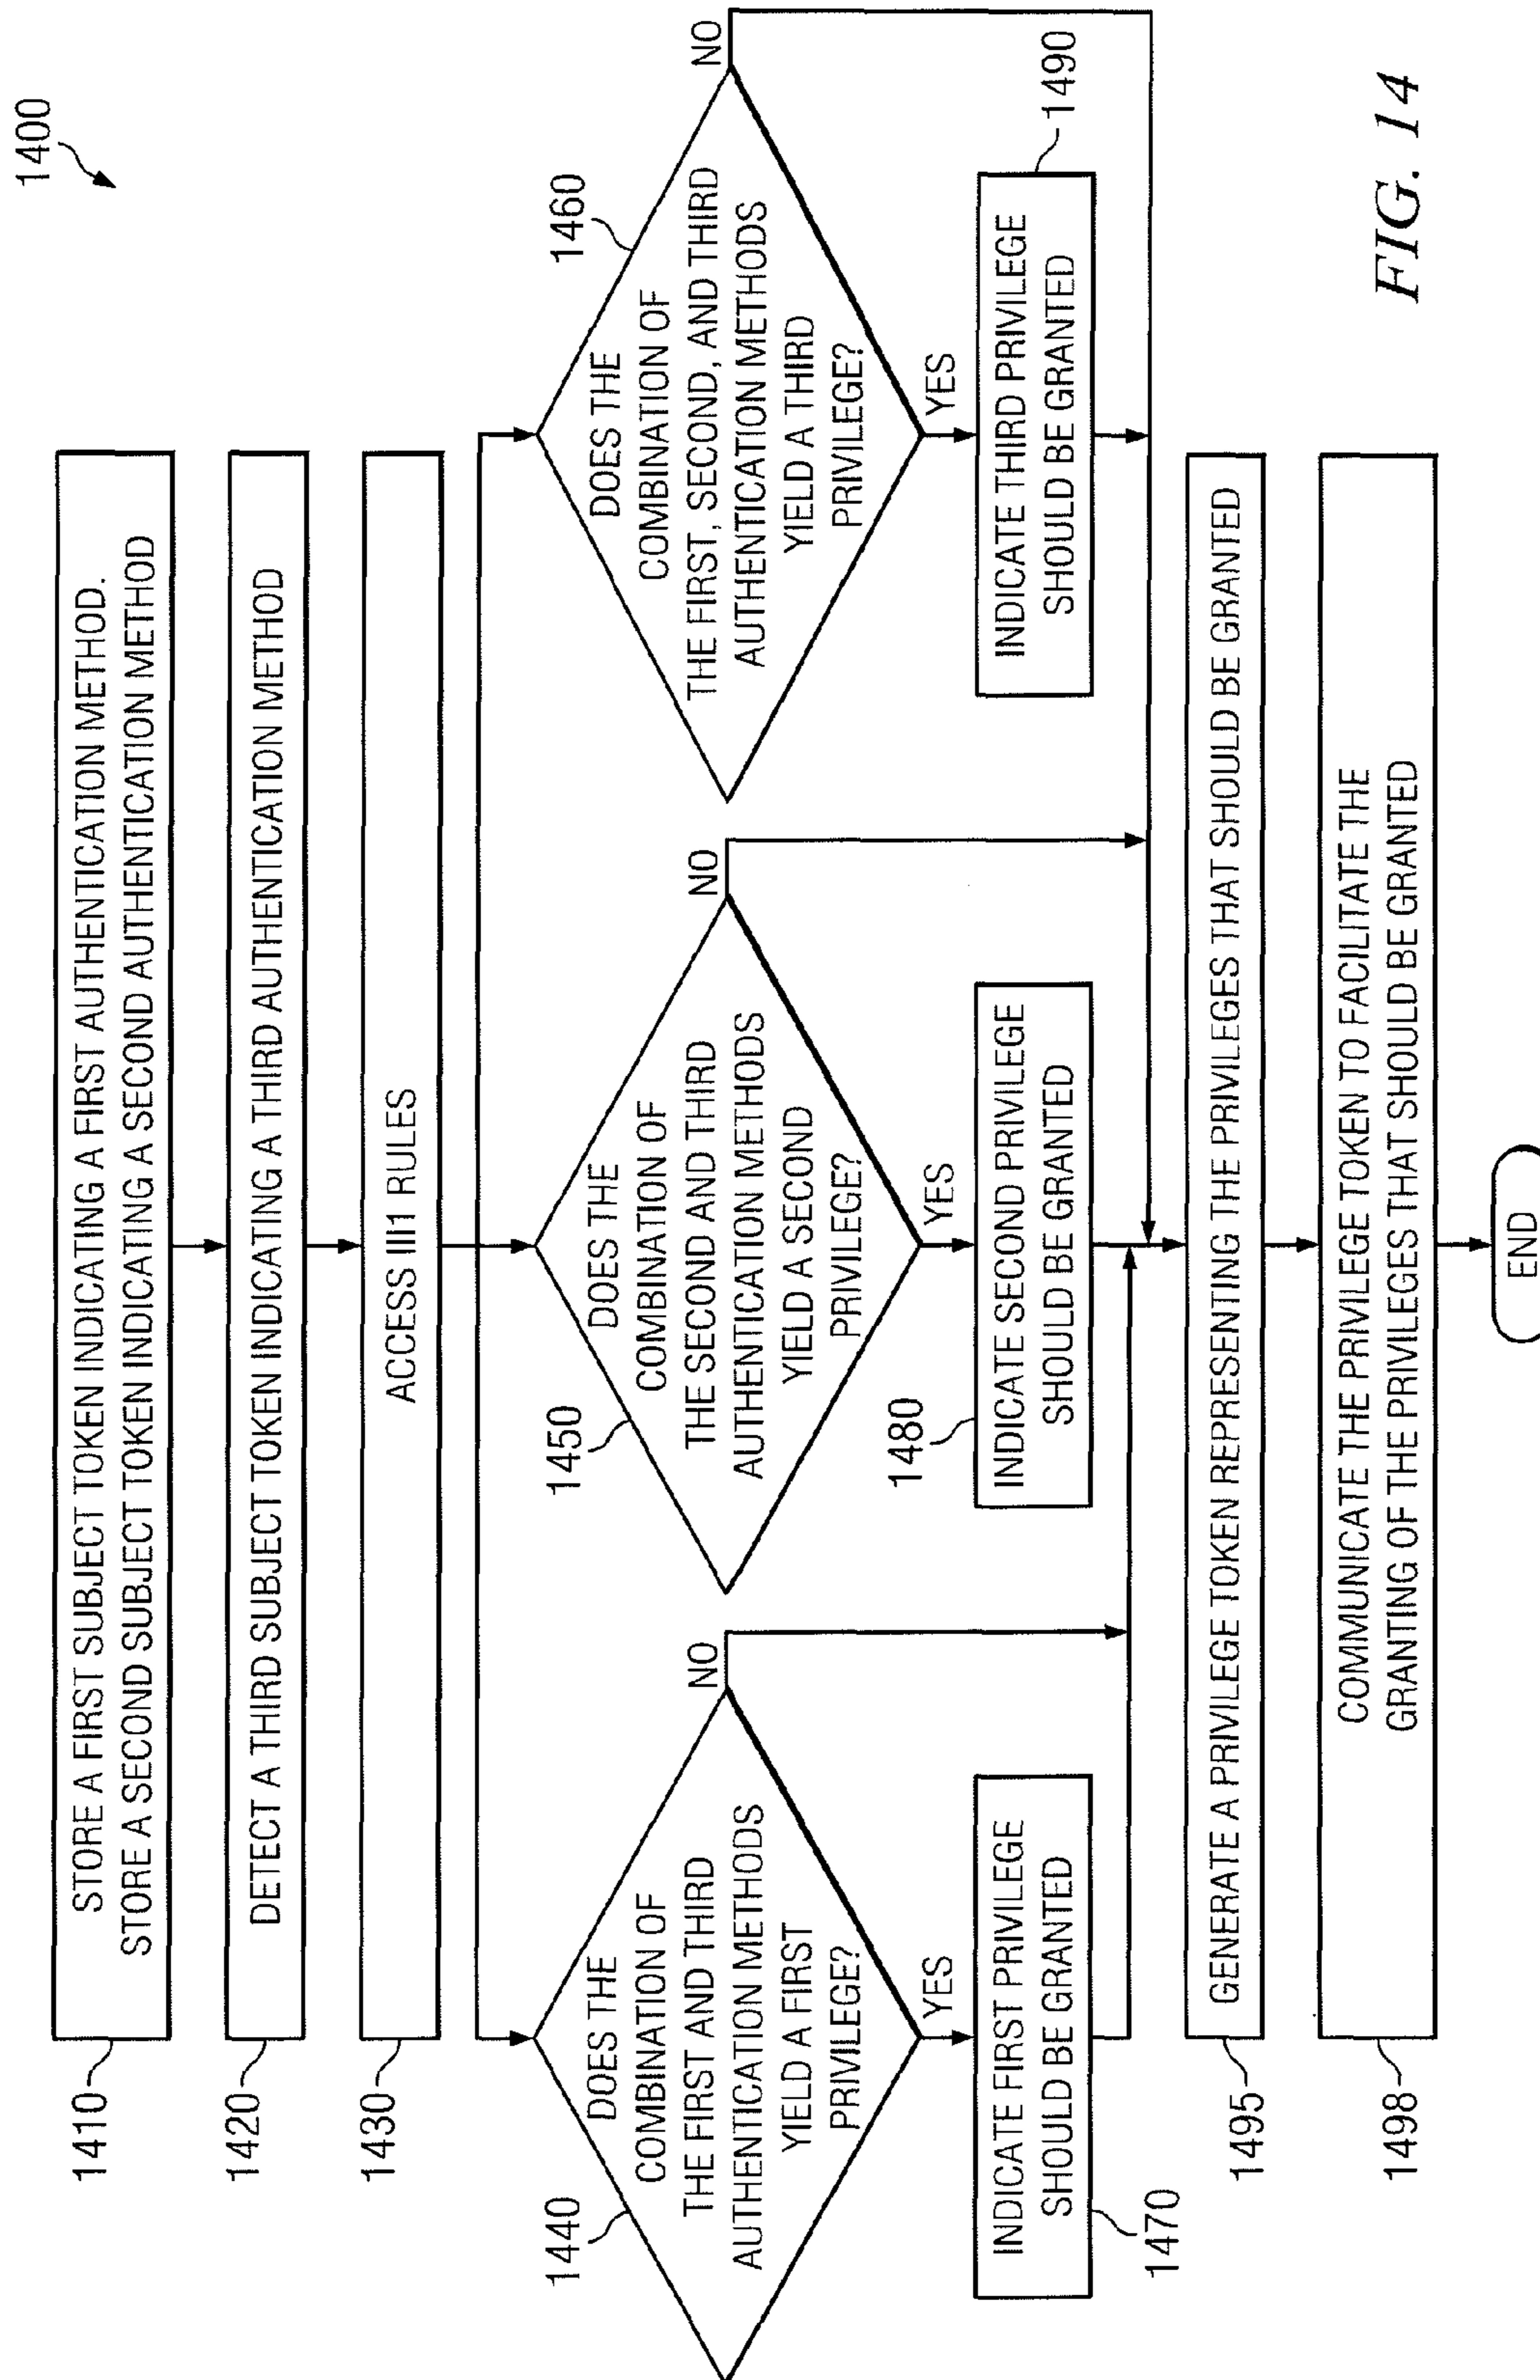 1400
1410
STORE A FIRST SUBJECT TOKEN INDICATING A FIRST AUTHENTICATION METHOD.
STORE A SECOND SUBJECT TOKEN INDICATING A SECOND AUTHENTICATION METHOD
1420
DETECT A THIRD SUBJECT TOKEN INDICATING A THIRD AUTHENTICATION METHOD
1430
ACCESS III1 RULES
1440
DOES THE
COMBINATION OF
THE FIRST AND THIRD
AUTHENTICATION METHODS
YIELD A FIRST
PRIVILEGE?
NO
YES
1450
DOES THE
COMBINATION OF
THE SECOND AND THIRD
AUTHENTICATION METHODS
YIELD A SECOND
PRIVILEGE?
NO
YES
1460
DOES THE
COMBINATION OF
THE FIRST, SECOND, AND THIRD
AUTHENTICATION METHODS
YIELD A THIRD
PRIVILEGE?
NO
YES
INDICATE FIRST PRIVILEGE
SHOULD BE GRANTED
1470
1480
INDICATE SECOND PRIVILEGE
SHOULD BE GRANTED
INDICATE THIRD PRIVILEGE
SHOULD BE GRANTED
1490
1495
GENERATE A PRIVILEGE TOKEN REPRESENTING THE PRIVILEGES THAT SHOULD BE GRANTED
1498
COMMUNICATE THE PRIVILEGE TOKEN TO FACILITATE THE
GRANTING OF THE PRIVILEGES THAT SHOULD BE GRANTED
END
FIG. 14